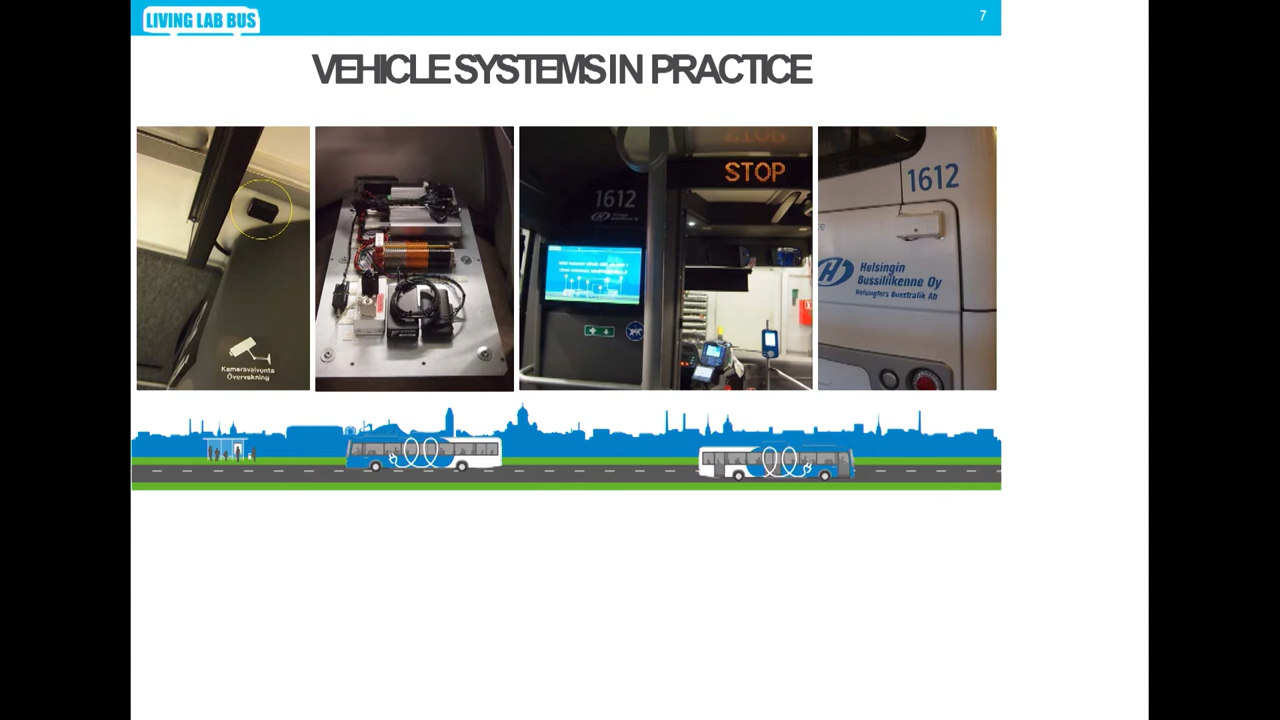 LIVING LAB BUS
7
VEHICLE SYSTEMS IN PRACTICE
Kameravalvonta
Övervakning
1612
Helsingin
STOP
1612
Helsingin
Bussiliikenne Oy
Helsingfors Busstrafik Ab